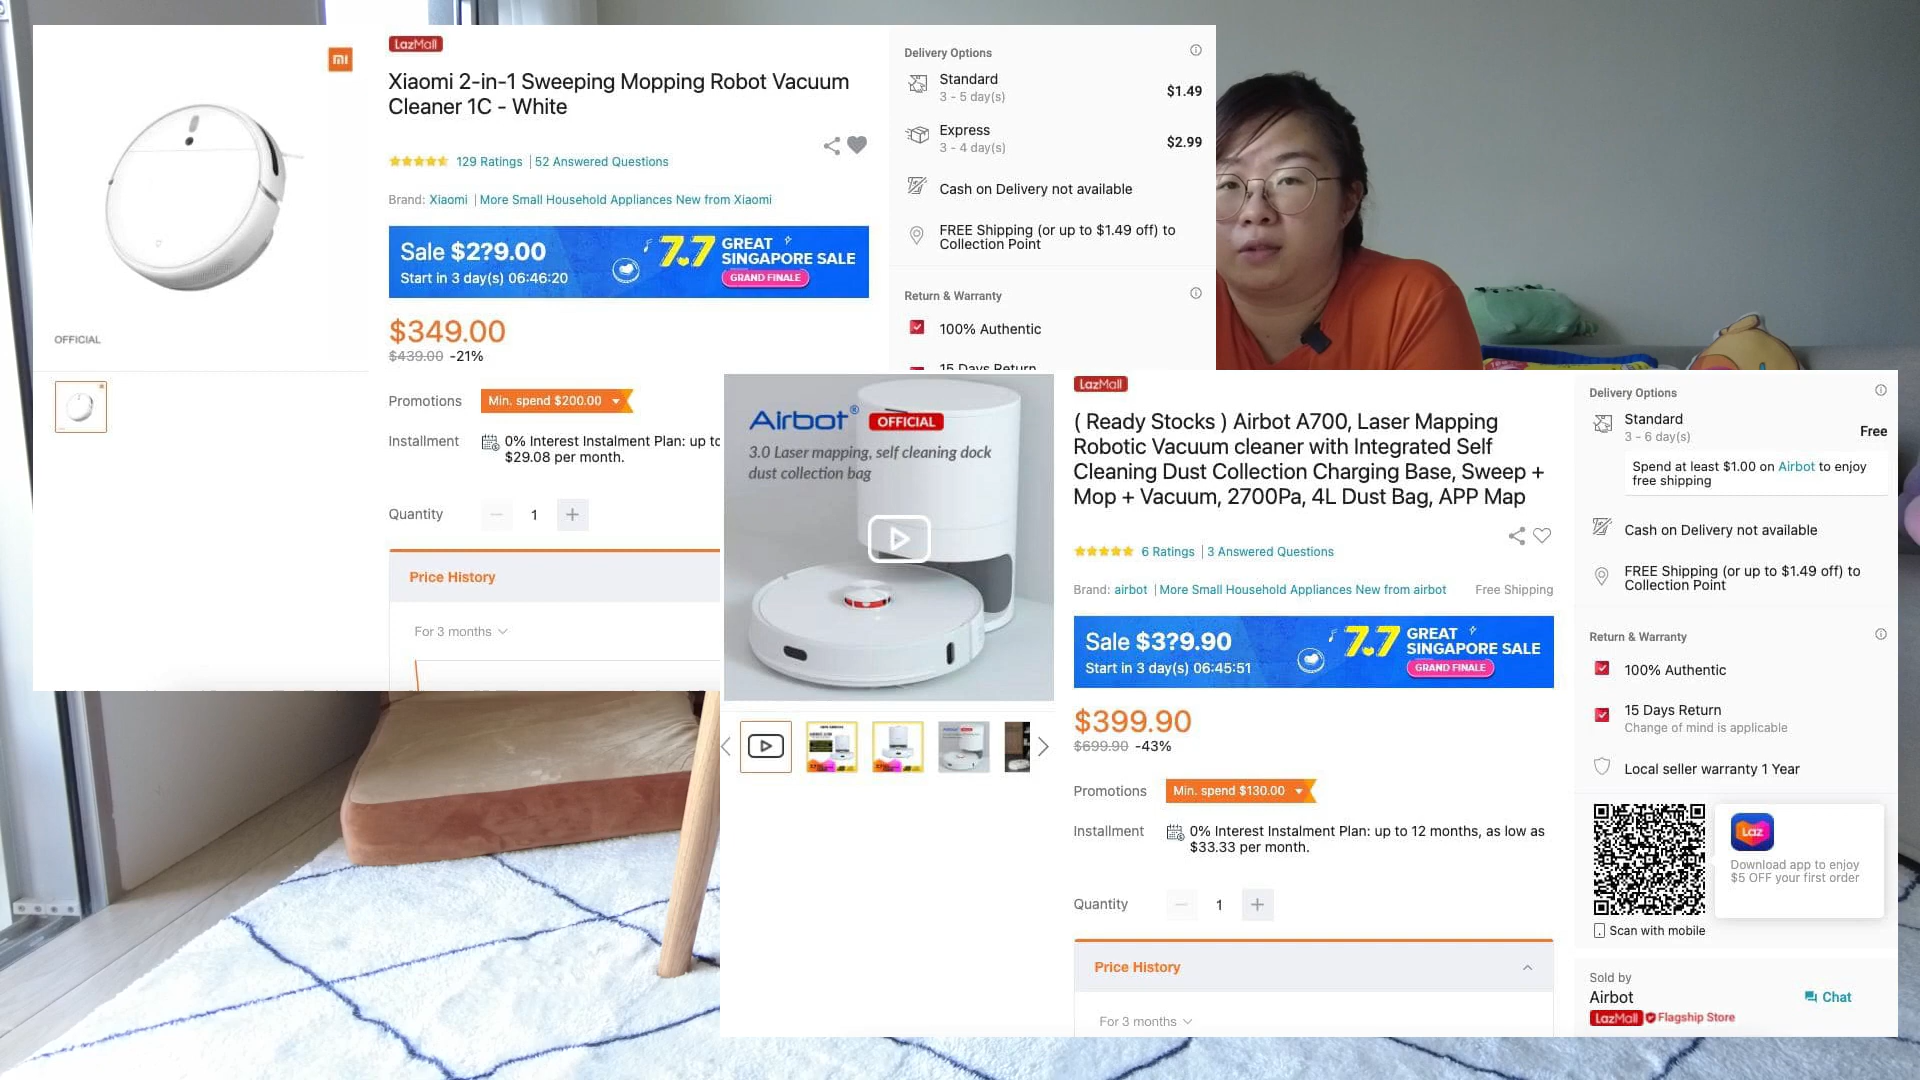 mi
OFFICIAL
LazMall
Xiaomi 2-in-1 Sweeping Mopping Robot Vacuum
Cleaner 1C - White
129 Ratings | 52 Answered Questions
Brand: Xiaomi | More Small Household Appliances New from Xiaomi
Sale $2?9.00
Start in 3 day(s) 06:46:20
7.7 GREAT
SINGAPORE SALE
GRAND FINALE
$349.00
$439.00 -21%
Promotions Min. spend $200.00
Installment 0% Interest Instalment Plan: up to
$29.08 per month.
Quantity 1
Price History
For 3 months
Delivery Options
Standard
3 - 5 day(s) $1.49
Express
3 - 4 day(s) $2.99
Cash on Delivery not available
FREE Shipping (or up to $1.49 off) to
Collection Point
Return & Warranty
100% Authentic
15 Days Return
Airbot® OFFICIAL
3.0 Laser mapping, self cleaning dock
dust collection bag
LazMall
( Ready Stocks ) Airbot A700, Laser Mapping
Robotic Vacuum cleaner with Integrated Self
Cleaning Dust Collection Charging Base, Sweep +
Mop + Vacuum, 2700Pa, 4L Dust Bag, APP Map
6 Ratings | 3 Answered Questions
Brand: airbot | More Small Household Appliances New from airbot Free Shipping
Sale $3?9.90
Start in 3 day(s) 06:45:51
7.7 GREAT
SINGAPORE SALE
GRAND FINALE
$399.90
$699.90 -43%
Promotions Min. spend $130.00
Installment 0% Interest Instalment Plan: up to 12 months, as low as
$33.33 per month.
Quantity 1
Price History
For 3 months
Delivery Options
Standard
3 - 6 day(s) Free
Spend at least $1.00 on Airbot to enjoy
free shipping
Cash on Delivery not available
FREE Shipping (or up to $1.49 off) to
Collection Point
Return & Warranty
100% Authentic
15 Days Return
Change of mind is applicable
Local seller warranty 1 Year
Laz
Download app to enjoy
$5 OFF your first order
Scan with mobile
Sold by
Airbot
Chat
LazMall Flagship Store